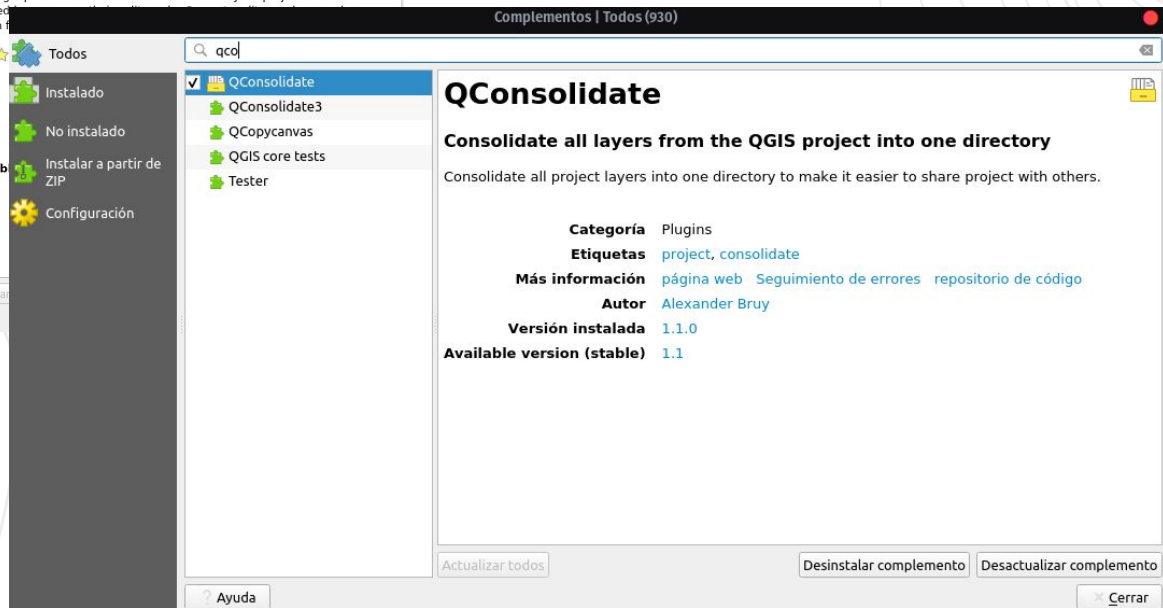 Complementos | Todos (930)
Todos
qco
Instalado
No instalado
Instalar a partir de
ZIP
Configuración
QConsolidate
QConsolidate3
QCopycanvas
QGIS core tests
Tester
QConsolidate
Consolidate all layers from the QGIS project into one directory
Consolidate all project layers into one directory to make it easier to share project with others.
Categoría Plugins
Etiquetas project, consolidate
Más información página web Seguimiento de errores repositorio de código
Autor Alexander Bruy
Versión instalada 1.1.0
Available version (stable) 1.1
Actualizar todos
Desinstalar complemento
Desactualizar complemento
Ayuda
Cerrar